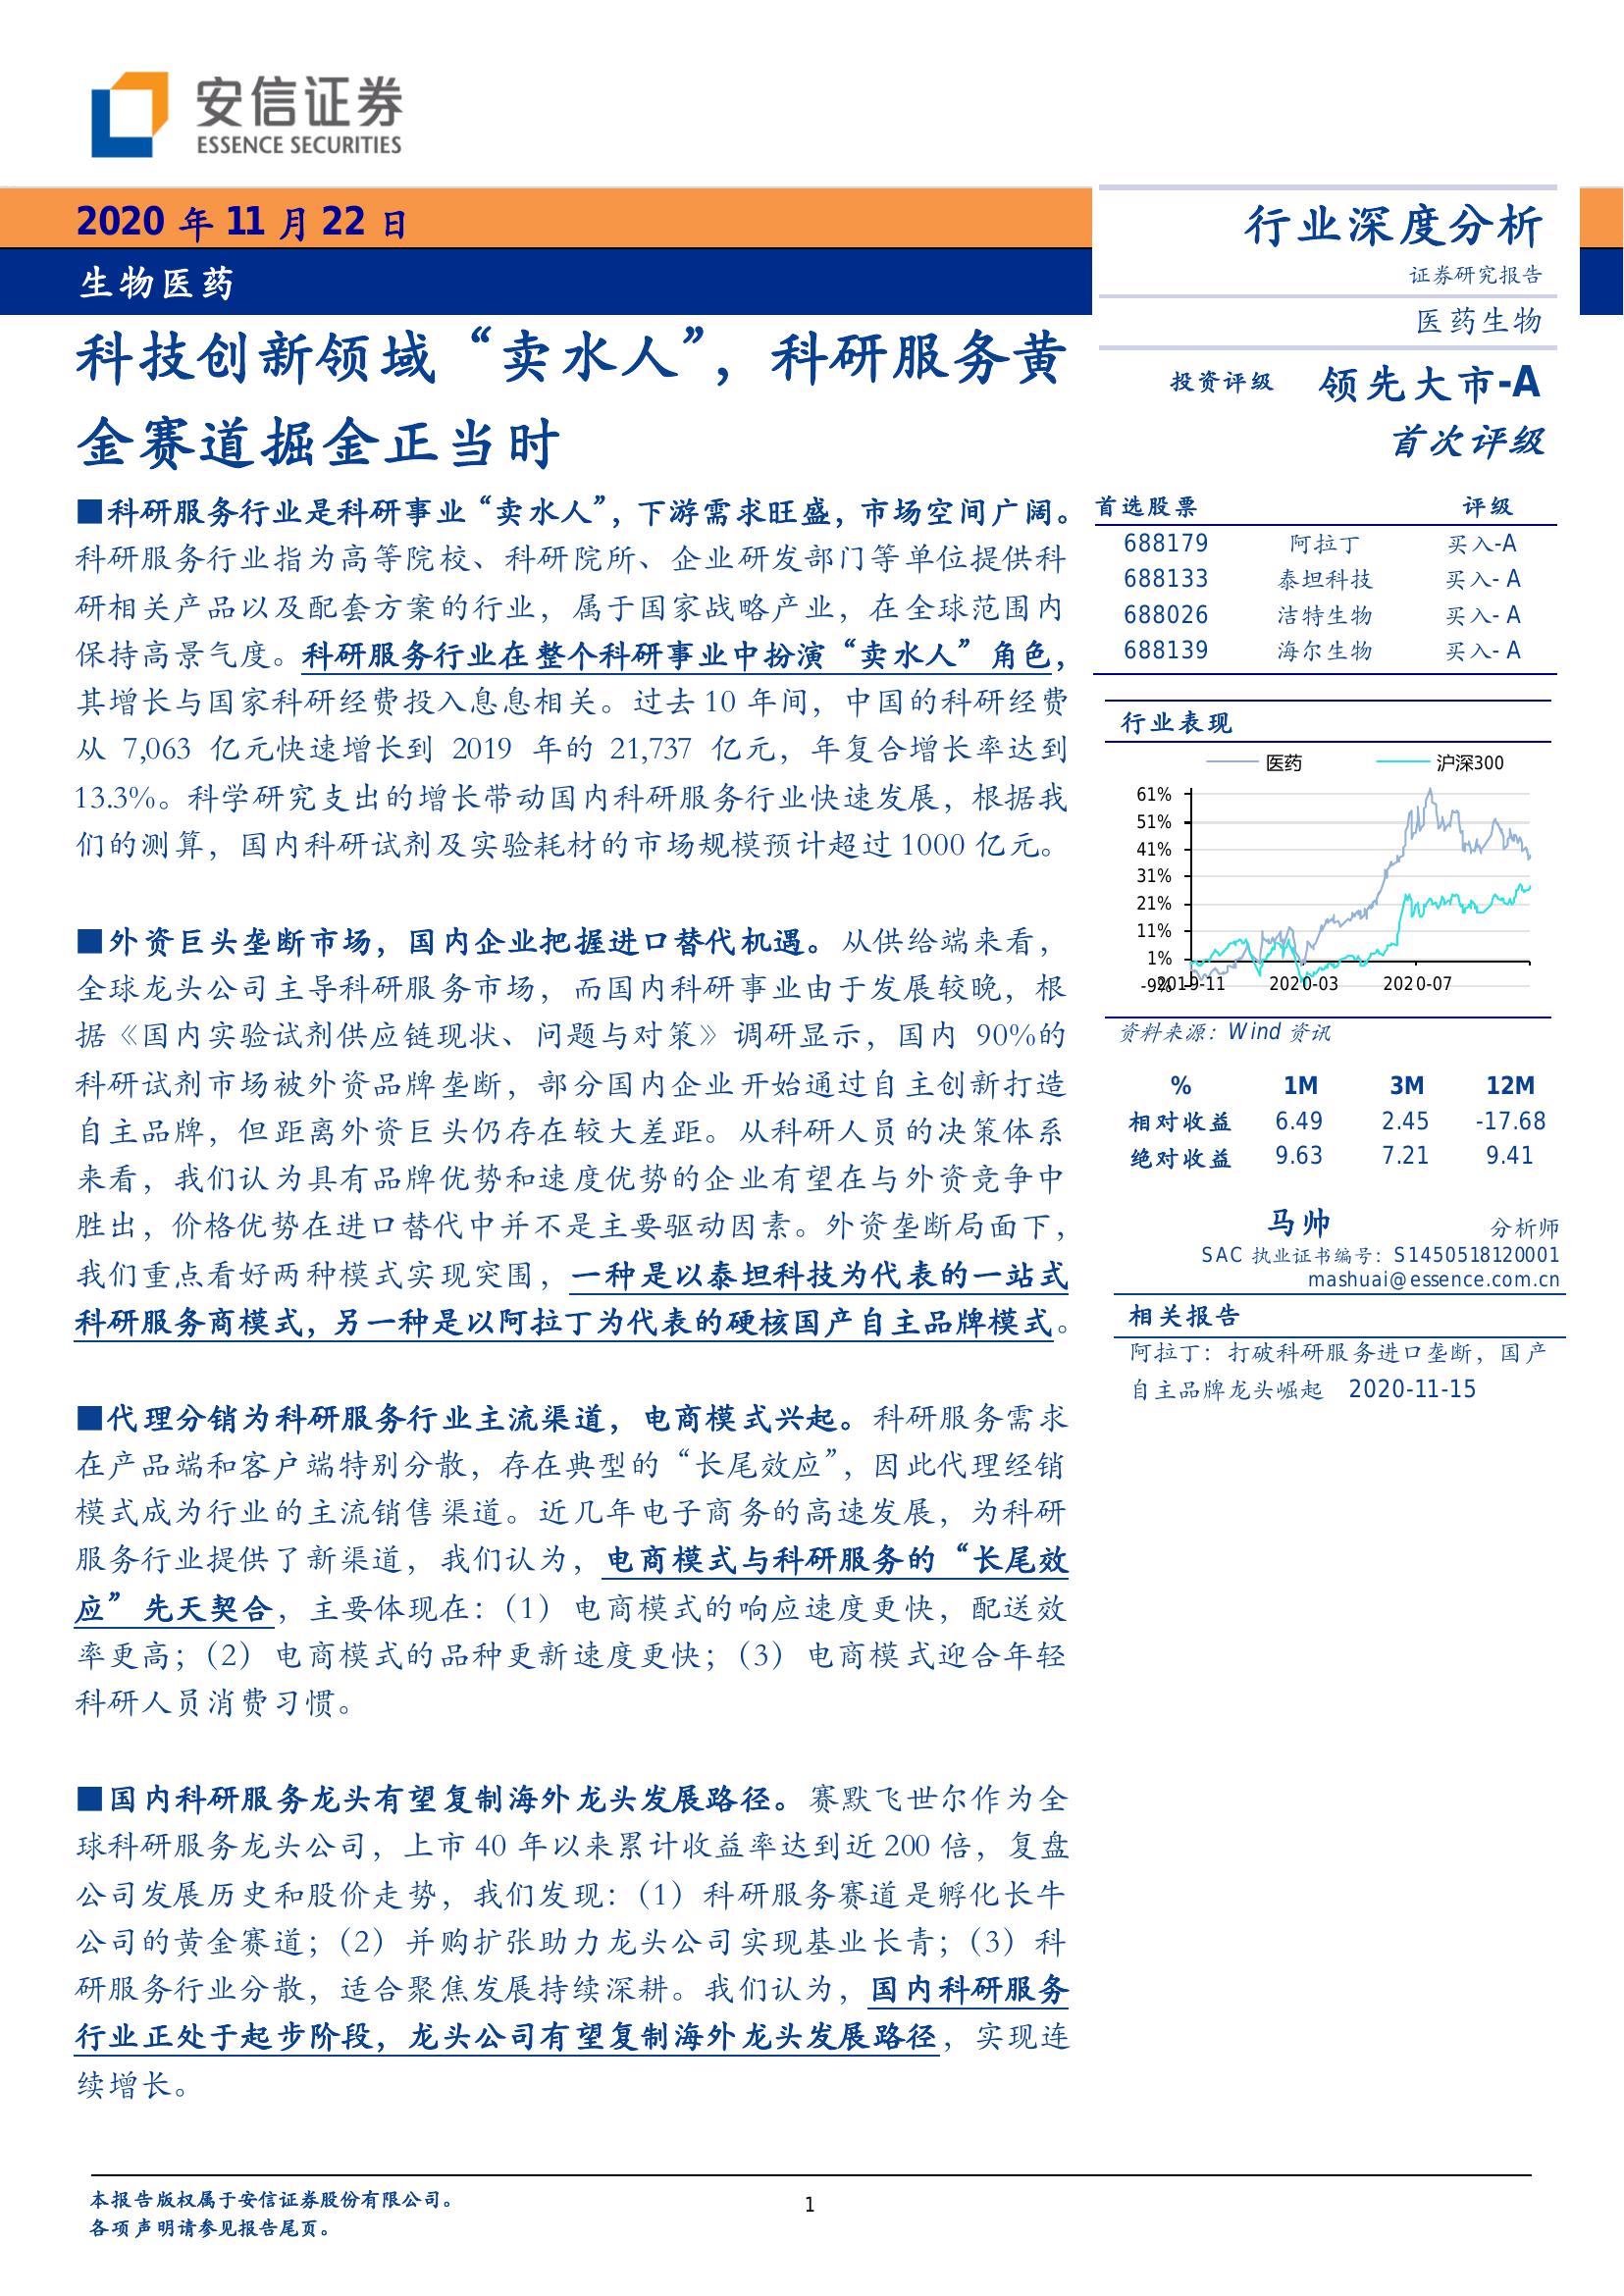 安信证券
ESSENCE SECURITIES
2020 年 11 月 22 日
生物医药
科技创新领域“卖水人”，科研服务黄
金赛道掘金正当时
■科研服务行业是科研事业“卖水人”，下游需求旺盛，市场空间广阔。
科研服务行业指为高等院校、科研院所、企业研发部门等单位提供科
研相关产品以及配套方案的行业，属于国家战略产业，在全球范围内
保持高景气度。科研服务行业在整个科研事业中扮演“卖水人”角色，
其增长与国家科研经费投入息息相关。过去 10 年间，中国的科研经费
从 7,063 亿元快速增长到 2019 年的 21,737 亿元，年复合增长率达到
13.3%。科学研究支出的增长带动国内科研服务行业快速发展，根据我
们的测算，国内科研试剂及实验耗材的市场规模预计超过 1000 亿元。
■外资巨头垄断市场，国内企业把握进口替代机遇。从供给端来看，
全球龙头公司主导科研服务市场，而国内科研事业由于发展较晚，根
据《国内实验试剂供应链现状、问题与对策》调研显示，国内 90%的
科研试剂市场被外资品牌垄断，部分国内企业开始通过自主创新打造
自主品牌，但距离外资巨头仍存在较大差距。从科研人员的决策体系
来看，我们认为具有品牌优势和速度优势的企业有望在与外资竞争中
胜出，价格优势在进口替代中并不是主要驱动因素。外资垄断局面下，
我们重点看好两种模式实现突围，一种是以泰坦科技为代表的一站式
科研服务商模式，另一种是以阿拉丁为代表的硬核国产自主品牌模式。
■代理分销为科研服务行业主流渠道，电商模式兴起。科研服务需求
在产品端和客户端特别分散，存在典型的“长尾效应”，因此代理经销
模式成为行业的主流销售渠道。近几年电子商务的高速发展，为科研
服务行业提供了新渠道，我们认为，电商模式与科研服务的“长尾效
应”先天契合，主要体现在：（1）电商模式的响应速度更快，配送效
率更高；（2）电商模式的品种更新速度更快；（3）电商模式迎合年轻
科研人员消费习惯。
■国内科研服务龙头有望复制海外龙头发展路径。赛默飞世尔作为全
球科研服务龙头公司，上市 40 年以来累计收益率达到近 200 倍，复盘
公司发展历史和股价走势，我们发现：（1）科研服务赛道是孵化长牛
公司的黄金赛道；（2）并购扩张助力龙头公司实现基业长青；（3）科
研服务行业分散，适合聚焦发展持续深耕。我们认为，国内科研服务
行业正处于起步阶段，龙头公司有望复制海外龙头发展路径，实现连
续增长。
行业深度分析
证券研究报告
医药生物
投资评级 领先大市-A
首次评级
首选股票 评级
688179 阿拉丁 买入-A
688133 泰坦科技 买入- A
688026 洁特生物 买入- A
688139 海尔生物 买入- A
行业表现
医药 沪深300
61%
51%
41%
31%
21%
11%
1%
-9%
2019-11 2020-03 2020-07
资料来源：Wind 资讯
% 1M 3M 12M
相对收益 6.49 2.45 -17.68
绝对收益 9.63 7.21 9.41
马帅 分析师
SAC 执业证书编号：S1450518120001
mashuai@essence.com.cn
相关报告
阿拉丁：打破科研服务进口垄断，国产
自主品牌龙头崛起 2020-11-15
本报告版权属于安信证券股份有限公司。
各项声明请参见报告尾页。
1